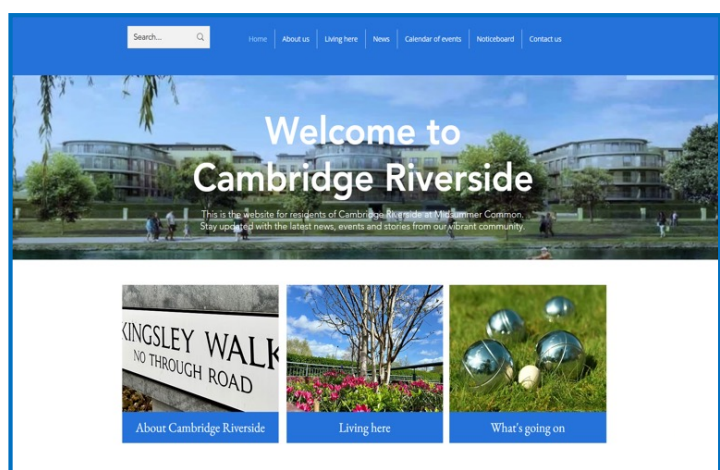 Search...
Home About us Living here News Calendar of events Noticeboard Contact us
Welcome to
Cambridge Riverside
This is the website for residents of Cambridge Riverside at Midsummer Common.
Stay updated with the latest news, events and stories from our vibrant community.
KINGSLEY WALK
NO THROUGH ROAD
About Cambridge Riverside
Living here
What's going on